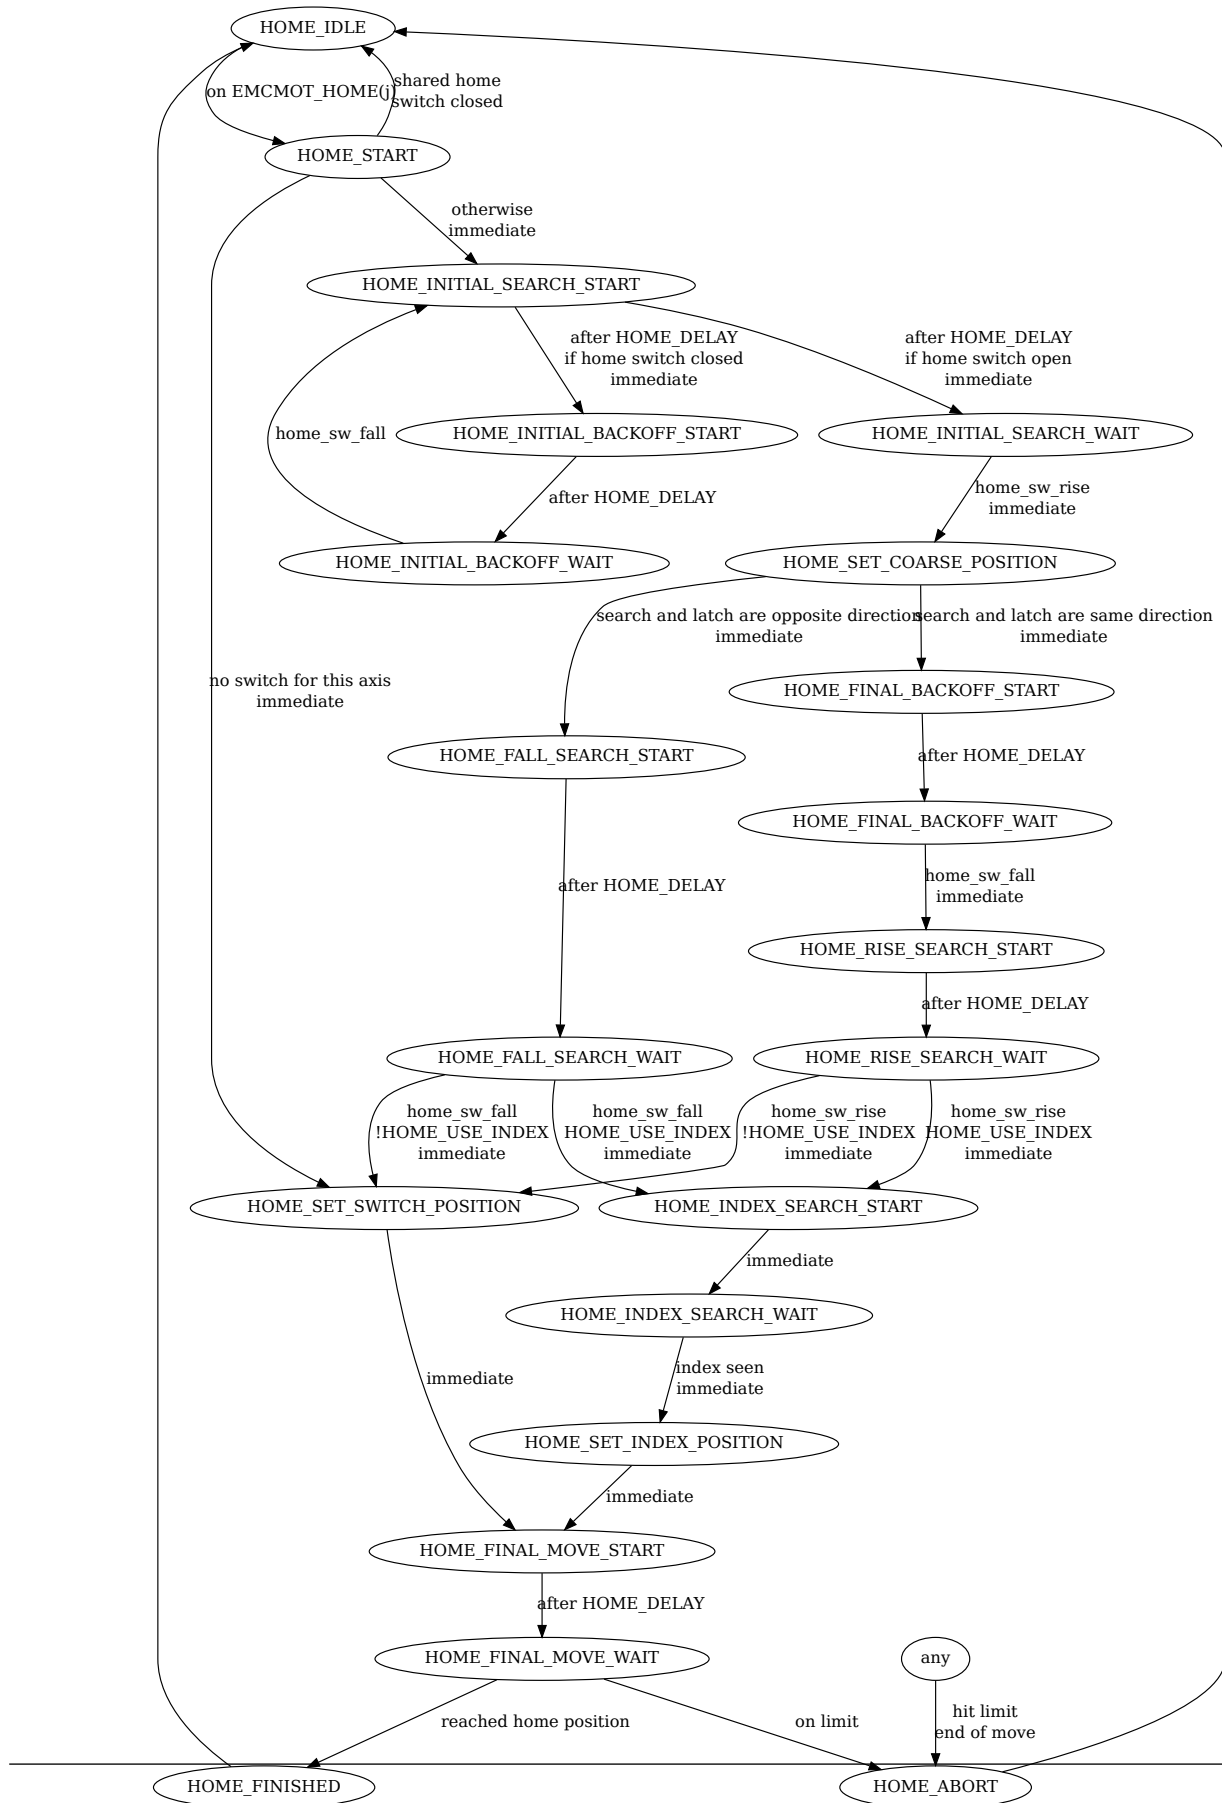 HOME_IDLE
on EMCMOT_HOME(j)
shared home
switch closed
HOME_START
otherwise
immediate
HOME_INITIAL_SEARCH_START
after HOME_DELAY
if home switch closed
immediate
after HOME_DELAY
if home switch open
immediate
home_sw_fall
HOME_INITIAL_BACKOFF_START
HOME_INITIAL_SEARCH_WAIT
after HOME_DELAY
home_sw_rise
immediate
HOME_INITIAL_BACKOFF_WAIT
HOME_SET_COARSE_POSITION
search and latch are opposite direction
immediate
search and latch are same direction
immediate
no switch for this axis
immediate
HOME_FINAL_BACKOFF_START
HOME_FALL_SEARCH_START
after HOME_DELAY
HOME_FINAL_BACKOFF_WAIT
after HOME_DELAY
home_sw_fall
immediate
HOME_RISE_SEARCH_START
after HOME_DELAY
HOME_FALL_SEARCH_WAIT
HOME_RISE_SEARCH_WAIT
home_sw_fall
!HOME_USE_INDEX
immediate
home_sw_fall
HOME_USE_INDEX
immediate
home_sw_rise
!HOME_USE_INDEX
immediate
home_sw_rise
HOME_USE_INDEX
immediate
HOME_SET_SWITCH_POSITION
HOME_INDEX_SEARCH_START
immediate
HOME_INDEX_SEARCH_WAIT
immediate
index seen
immediate
HOME_SET_INDEX_POSITION
immediate
HOME_FINAL_MOVE_START
after HOME_DELAY
HOME_FINAL_MOVE_WAIT
any
reached home position
on limit
hit limit
end of move
HOME_FINISHED
HOME_ABORT